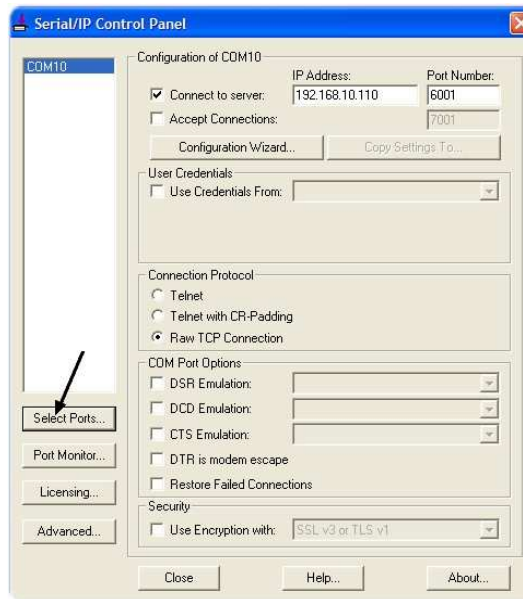 Serial/IP Control Panel
COM10
Configuration of COM10
IP Address: Port Number:
Connect to server: 192.168.10.110 6001
Accept Connections: 7001
Configuration Wizard... Copy Settings To...
User Credentials
Use Credentials From:
Connection Protocol
Telnet
Telnet with CR-Padding
Raw TCP Connection
COM Port Options
DSR Emulation:
DCD Emulation:
CTS Emulation:
DTR is modem escape
Restore Failed Connections
Security
Use Encryption with: SSL v3 or TLS v1
Select Ports...
Port Monitor...
Licensing...
Advanced...
Close Help... About...